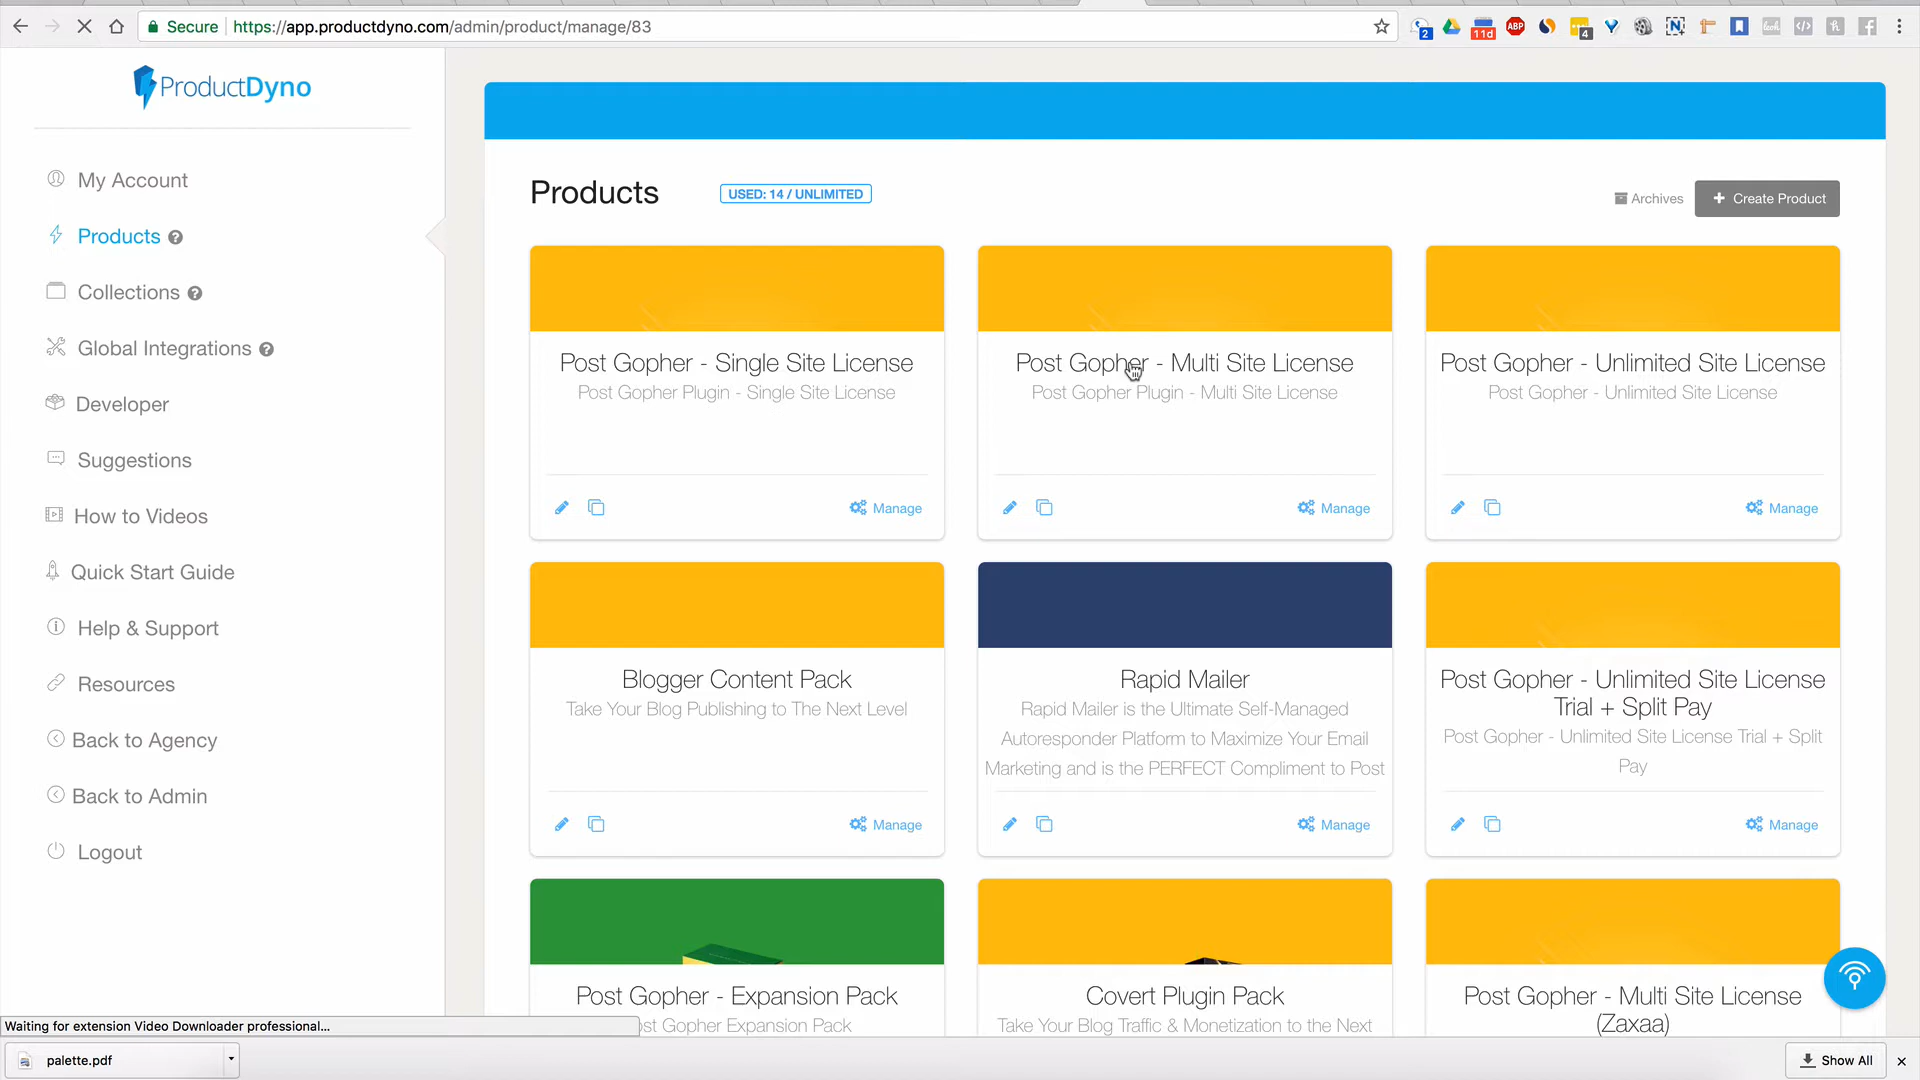 Secure https://app.productdyno.com/admin/product/manage/83
2
11d
ABP
4
ProductDyno
My Account
Products
Collections
Global Integrations
Developer
Suggestions
How to Videos
Quick Start Guide
Help & Support
Resources
Back to Agency
Back to Admin
Logout
Products
USED: 14 / UNLIMITED
Archives
+ Create Product
Post Gopher - Single Site License
Post Gopher Plugin - Single Site License
Manage
Post Gopher - Multi Site License
Post Gopher Plugin - Multi Site License
Manage
Post Gopher - Unlimited Site License
Post Gopher - Unlimited Site License
Manage
Blogger Content Pack
Take Your Blog Publishing to The Next Level
Manage
Rapid Mailer
Rapid Mailer is the Ultimate Self-Managed
Autoresponder Platform to Maximize Your Email
Marketing and is the PERFECT Compliment to Post
Manage
Post Gopher - Unlimited Site License
Trial + Split Pay
Post Gopher - Unlimited Site License Trial + Split
Pay
Manage
Post Gopher - Expansion Pack
st Gopher Expansion Pack
Covert Plugin Pack
Take Your Blog Traffic & Monetization to the Next
Post Gopher - Multi Site License
(Zaxaa)
Waiting for extension Video Downloader professional...
palette.pdf
Show All